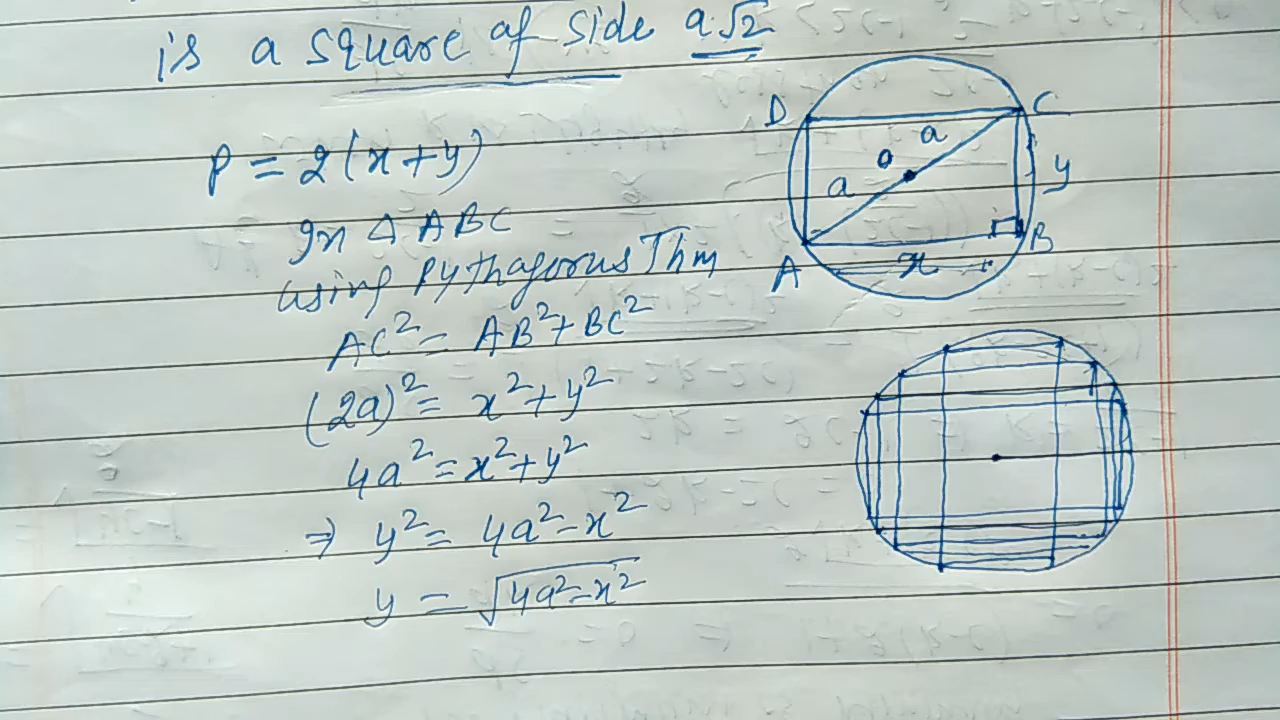 is a square of side a√2
P = 2(x+y)
In △ ABC
using Pythagorus Thm
AC² = AB² + BC²
(2a)² = x² + y²
4a² = x² + y²
⇒ y² = 4a² - x²
y = √4a² - x²
D
C
a
o
a
y
A
B
x